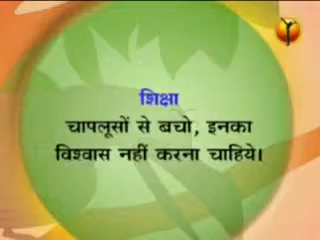 शिक्षा
चापलूसों से बचो, इनका
विश्वास नहीं करना चाहिये।